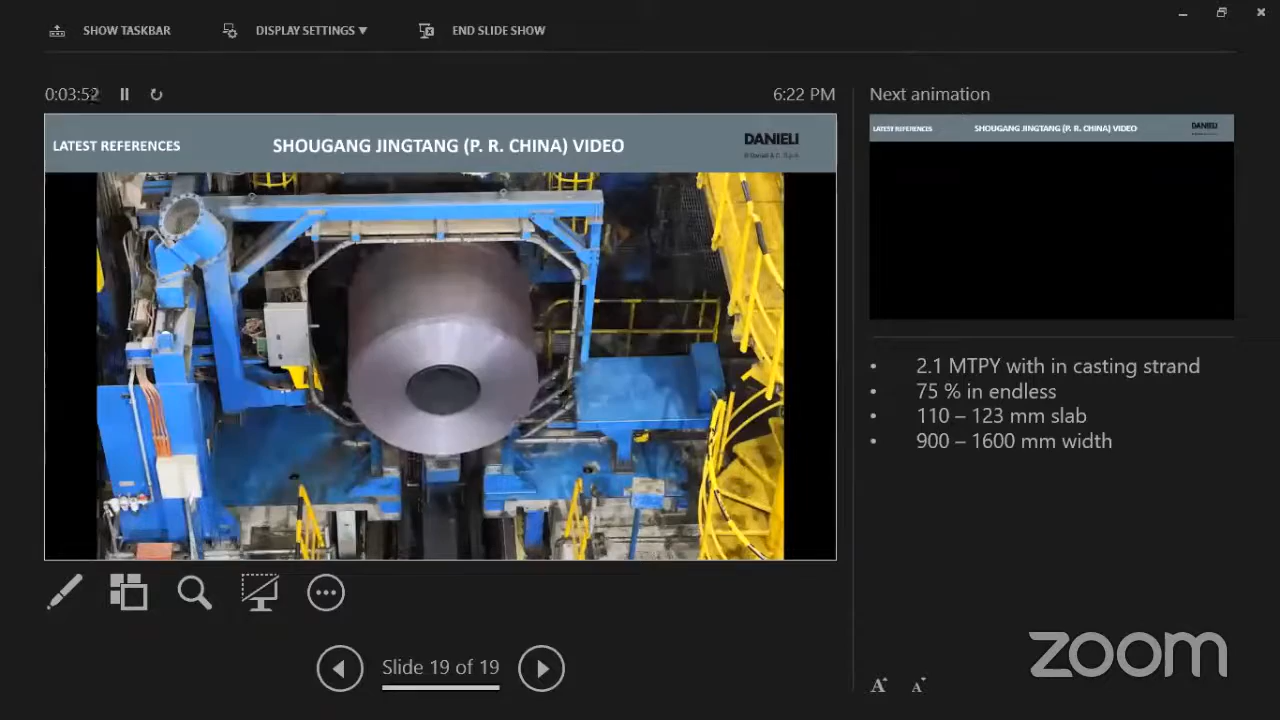 SHOW TASKBAR
DISPLAY SETTINGS ▼
END SLIDE SHOW
0:03:52
6:22 PM
Next animation
LATEST REFERENCES
SHOUGANG JINGTANG (P. R. CHINA) VIDEO
DANIELI
LATEST REFERENCES
SHOUGANG JINGTANG (P. R. CHINA) VIDEO
DANIELI
• 2.1 MTPY with in casting strand
• 75 % in endless
• 110 – 123 mm slab
• 900 – 1600 mm width
Slide 19 of 19
A A
zoom